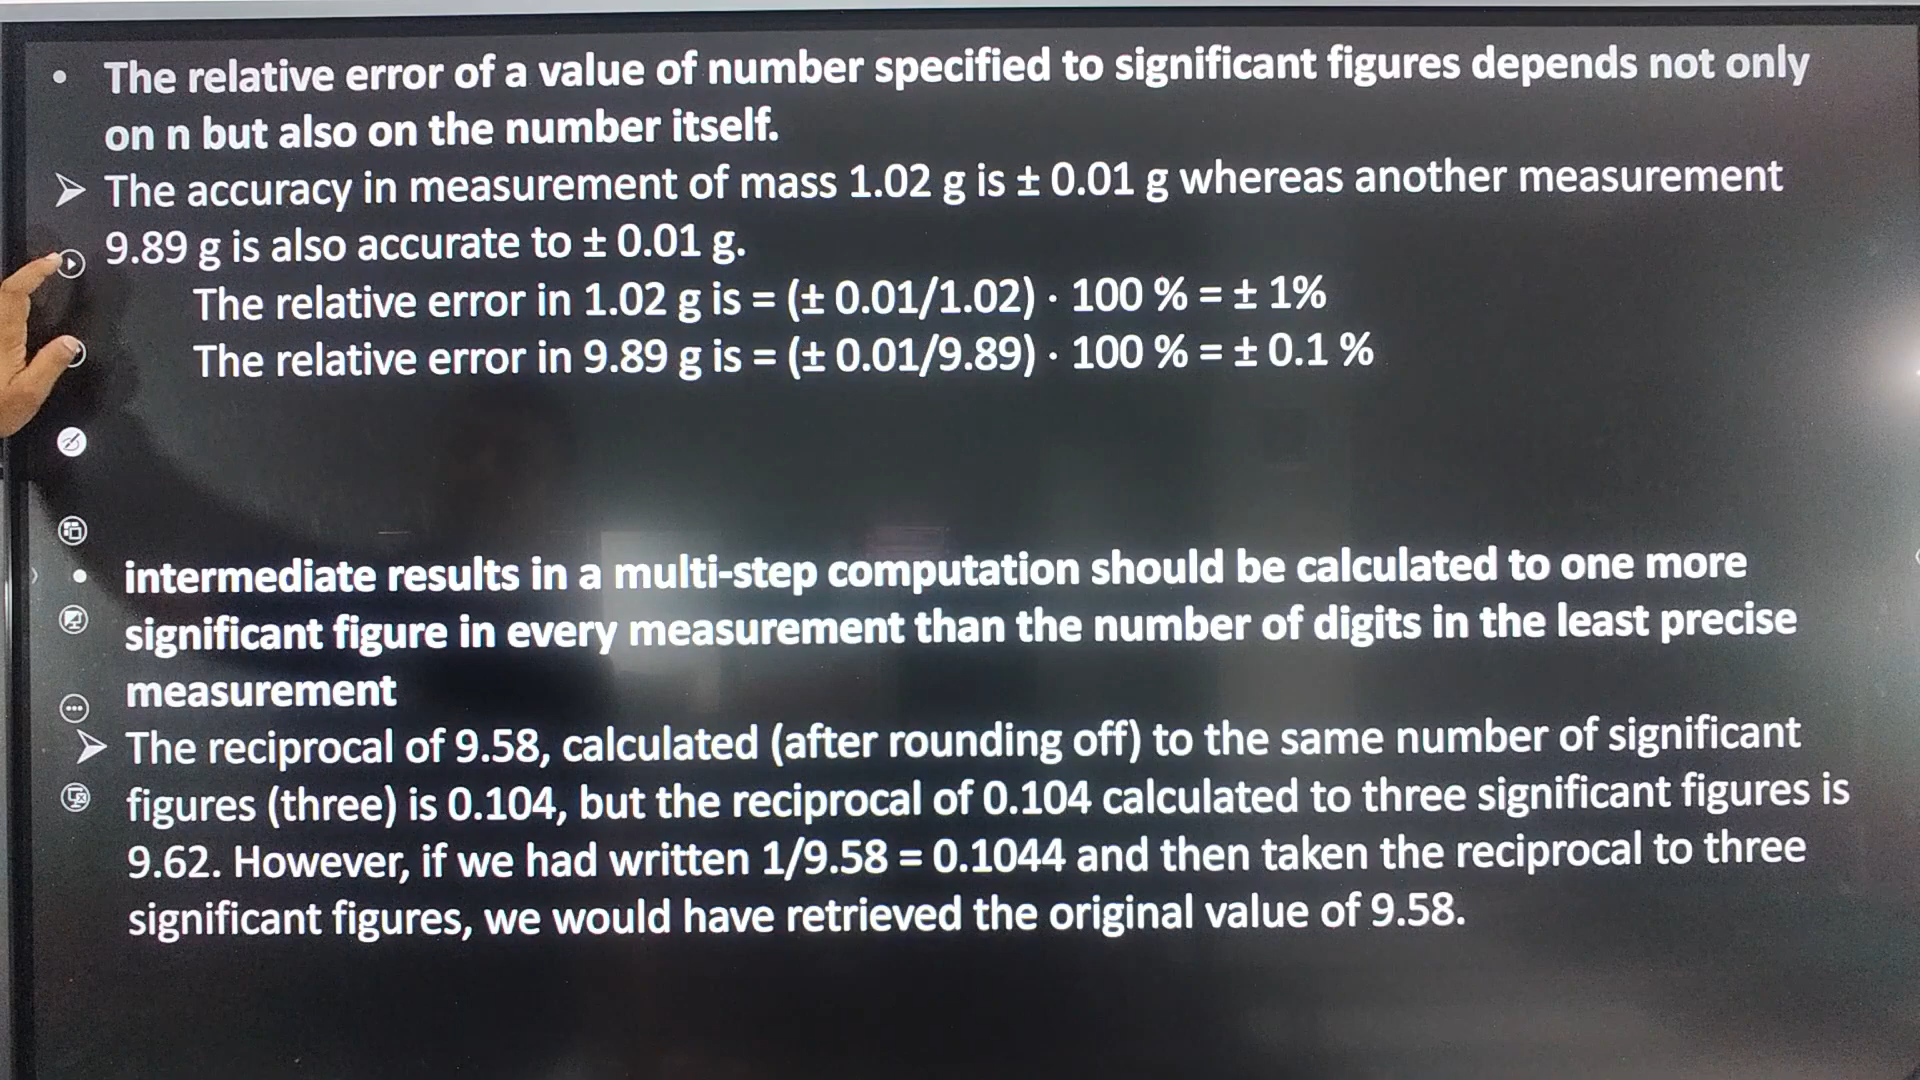 • The relative error of a value of number specified to significant figures depends not only
on n but also on the number itself.
➤ The accuracy in measurement of mass 1.02 g is ± 0.01 g whereas another measurement
9.89 g is also accurate to ± 0.01 g.
The relative error in 1.02 g is = (± 0.01/1.02) · 100 % = ± 1%
The relative error in 9.89 g is = (± 0.01/9.89) · 100 % = ± 0.1 %
• intermediate results in a multi-step computation should be calculated to one more
significant figure in every measurement than the number of digits in the least precise
measurement
➤ The reciprocal of 9.58, calculated (after rounding off) to the same number of significant
figures (three) is 0.104, but the reciprocal of 0.104 calculated to three significant figures is
9.62. However, if we had written 1/9.58 = 0.1044 and then taken the reciprocal to three
significant figures, we would have retrieved the original value of 9.58.